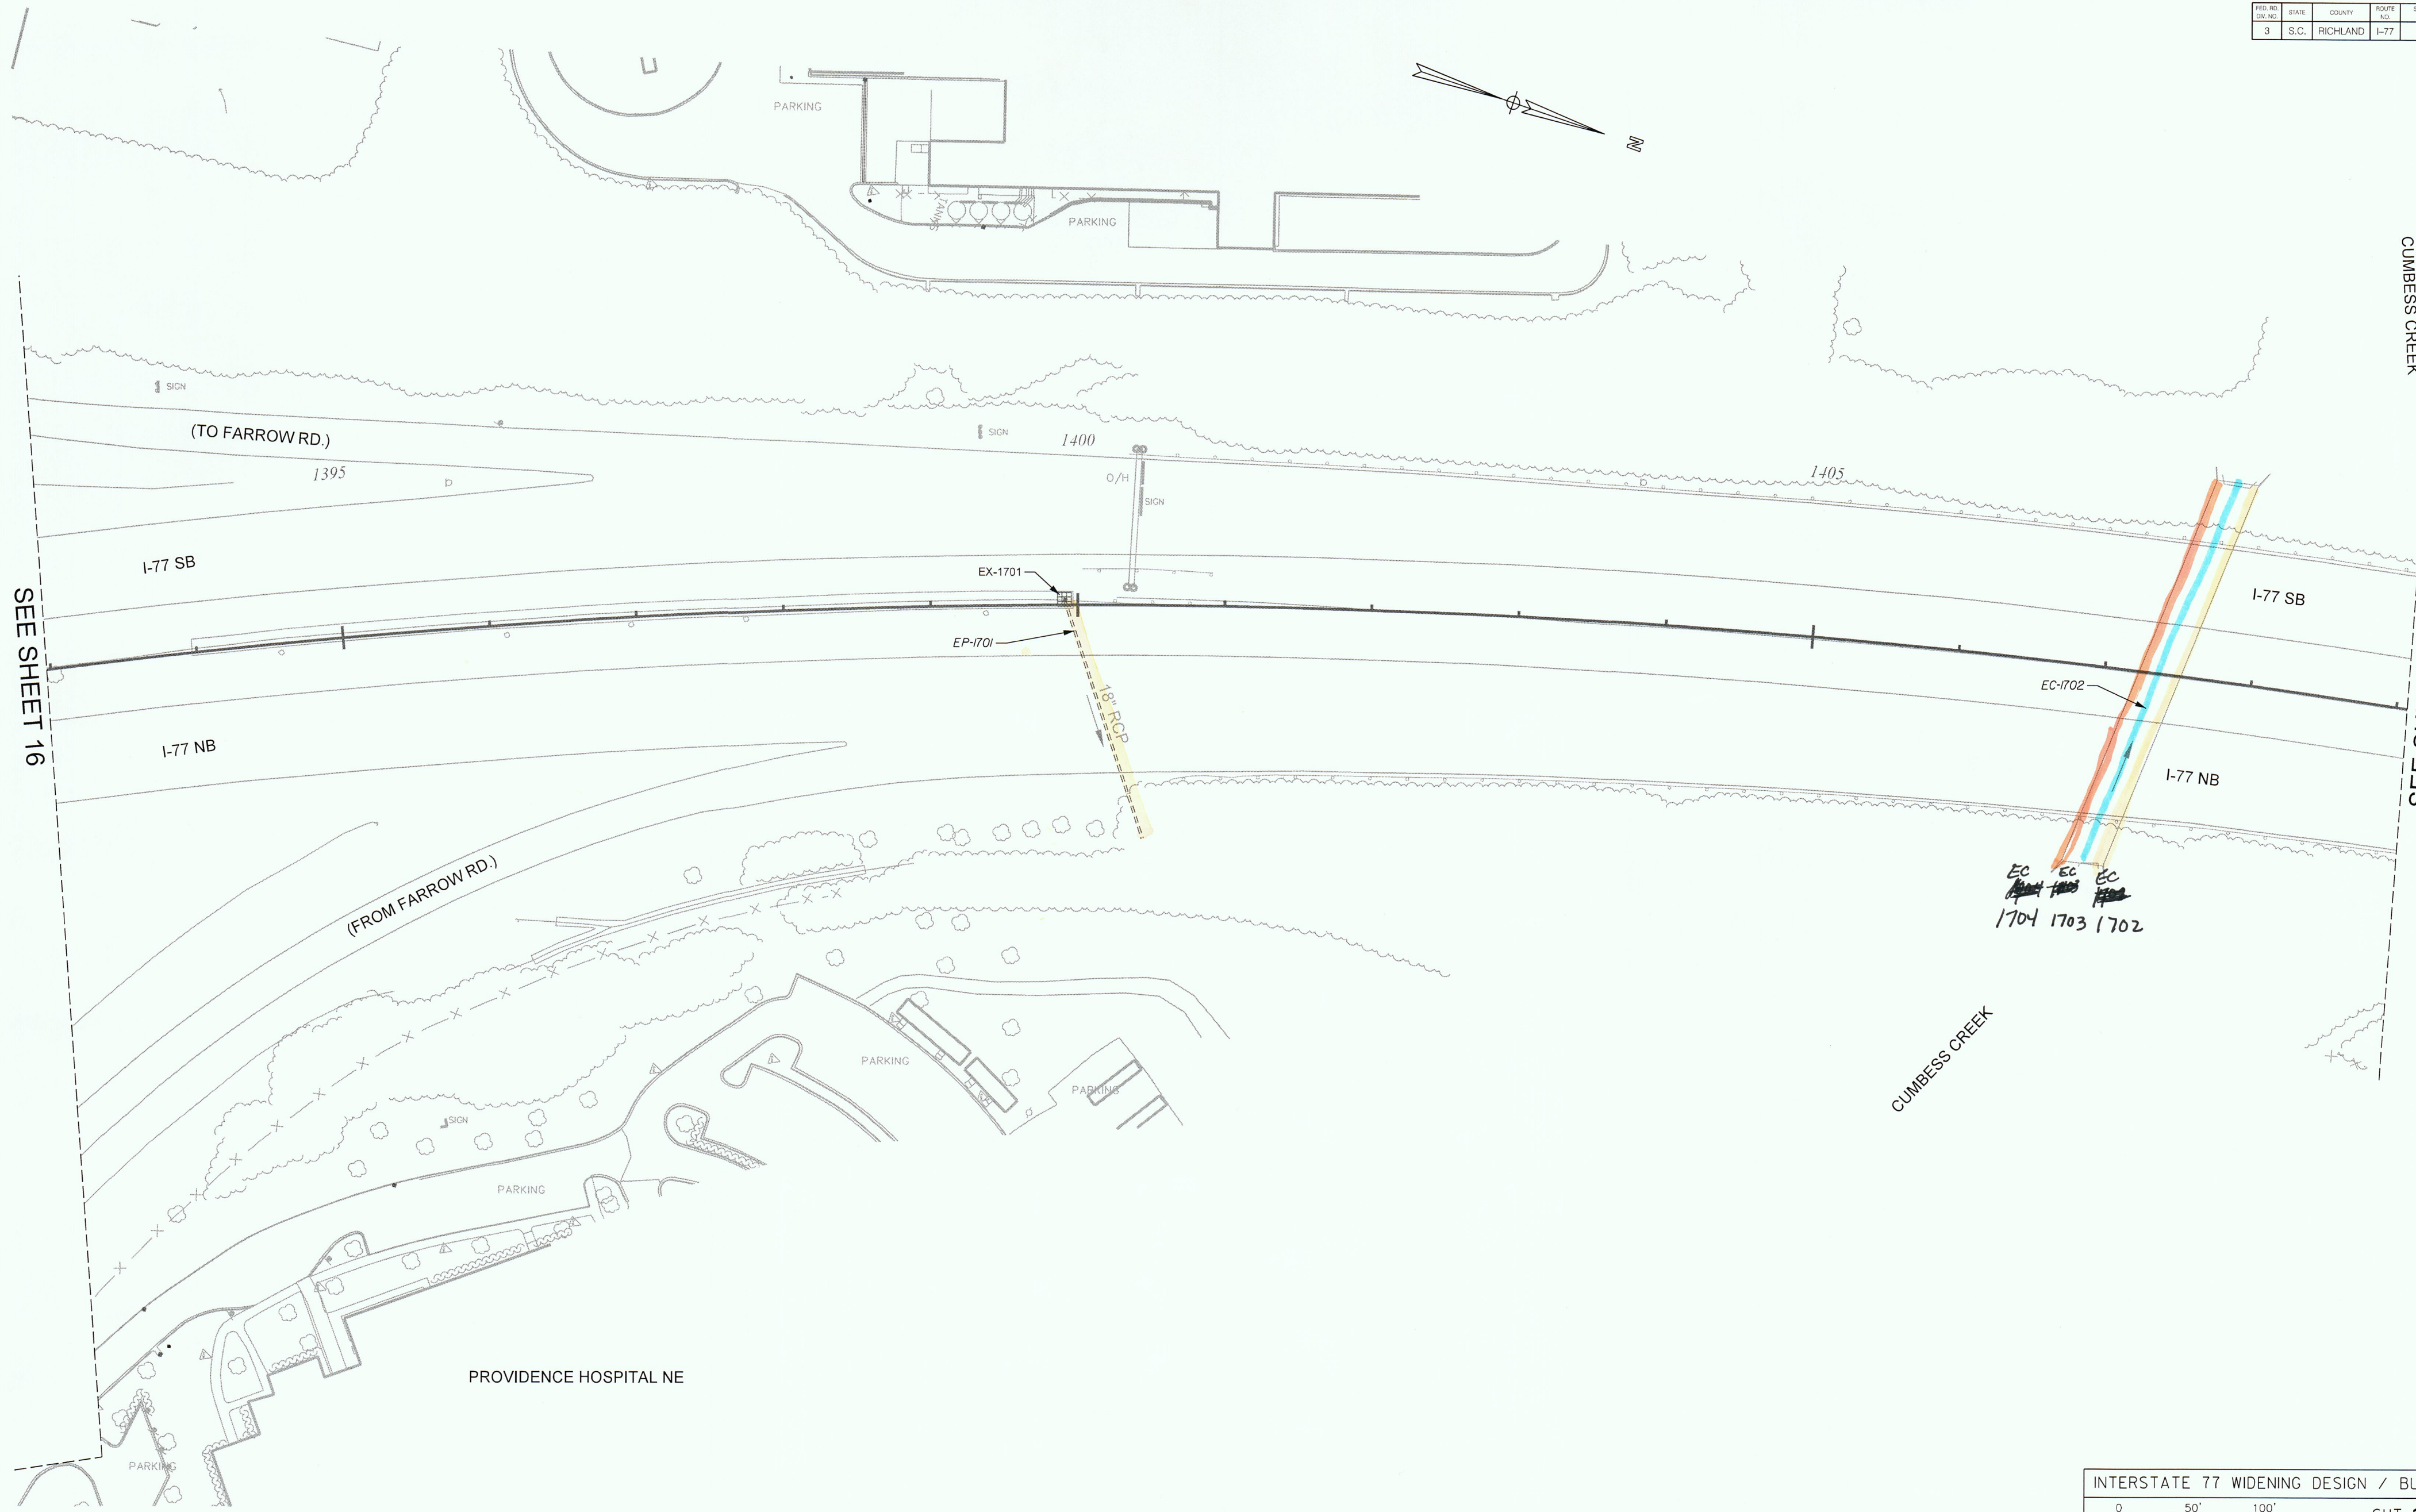 FED. RD. DIV. NO.
STATE
COUNTY
ROUTE NO.
3
S.C.
RICHLAND
I-77
PARKING
N
TANKS
PARKING
CUMBESS CREEK
SIGN
(TO FARROW RD.)
SIGN
1400
1395
O/H
SIGN
1405
I-77 SB
EX-1701
I-77 SB
SEE SHEET 16
EP-1701
18" RCP
EC-1702
I-77 NB
I-77 NB
(FROM FARROW RD.)
EC EC EC
1704 1703 1702
CUMBESS CREEK
PARKING
PARKING
SIGN
PARKING
PROVIDENCE HOSPITAL NE
PARKING
INTERSTATE 77 WIDENING DESIGN /
0 50' 100'